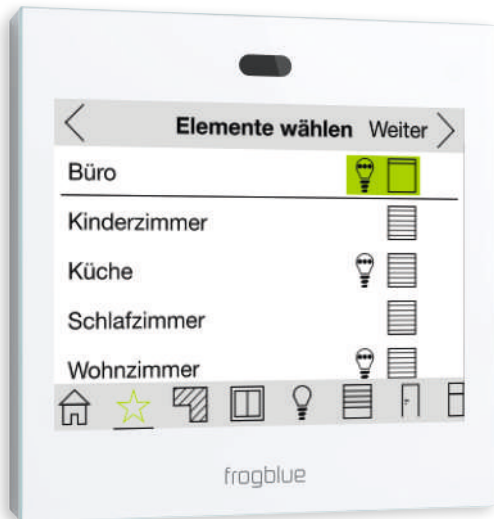 Elemente wählen Weiter
Büro
Kinderzimmer
Küche
Schlafzimmer
Wohnzimmer
frogblue